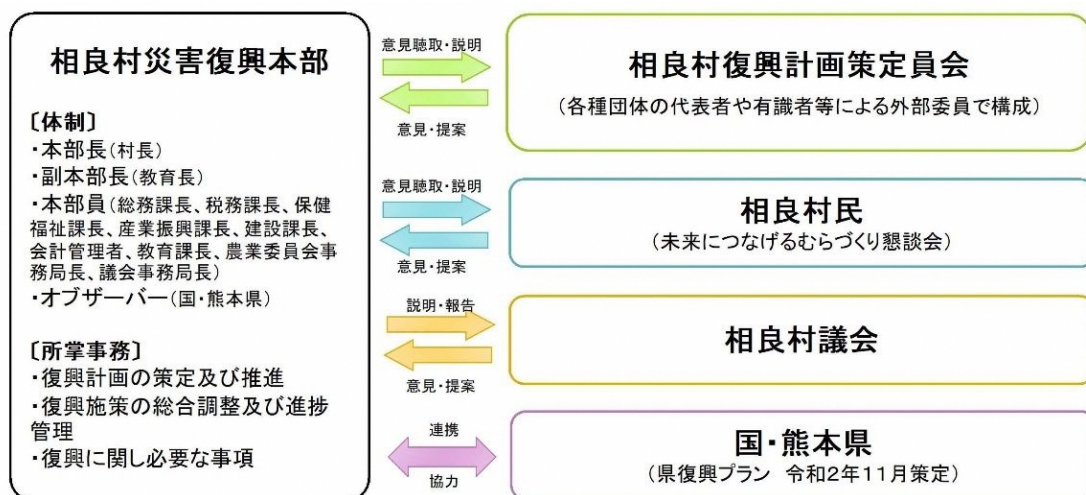 相良村災害復興本部
〔体制〕
・本部長(村長)
・副本部長(教育長)
・本部員(総務課長、税務課長、保健
福祉課長、産業振興課長、建設課長、
会計管理者、教育課長、農業委員会事
務局長、議会事務局長)
・オブザーバー(国・熊本県)
〔所掌事務〕
・復興計画の策定及び推進
・復興施策の総合調整及び進捗
管理
・復興に関し必要な事項
意見聴取・説明
意見・提案
相良村復興計画策定員会
(各種団体の代表者や有識者等による外部委員で構成)
意見聴取・説明
意見・提案
相良村民
(未来につなげるむらづくり懇談会)
説明・報告
意見・提案
相良村議会
連携
協力
国・熊本県
(県復興プラン 令和2年11月策定)